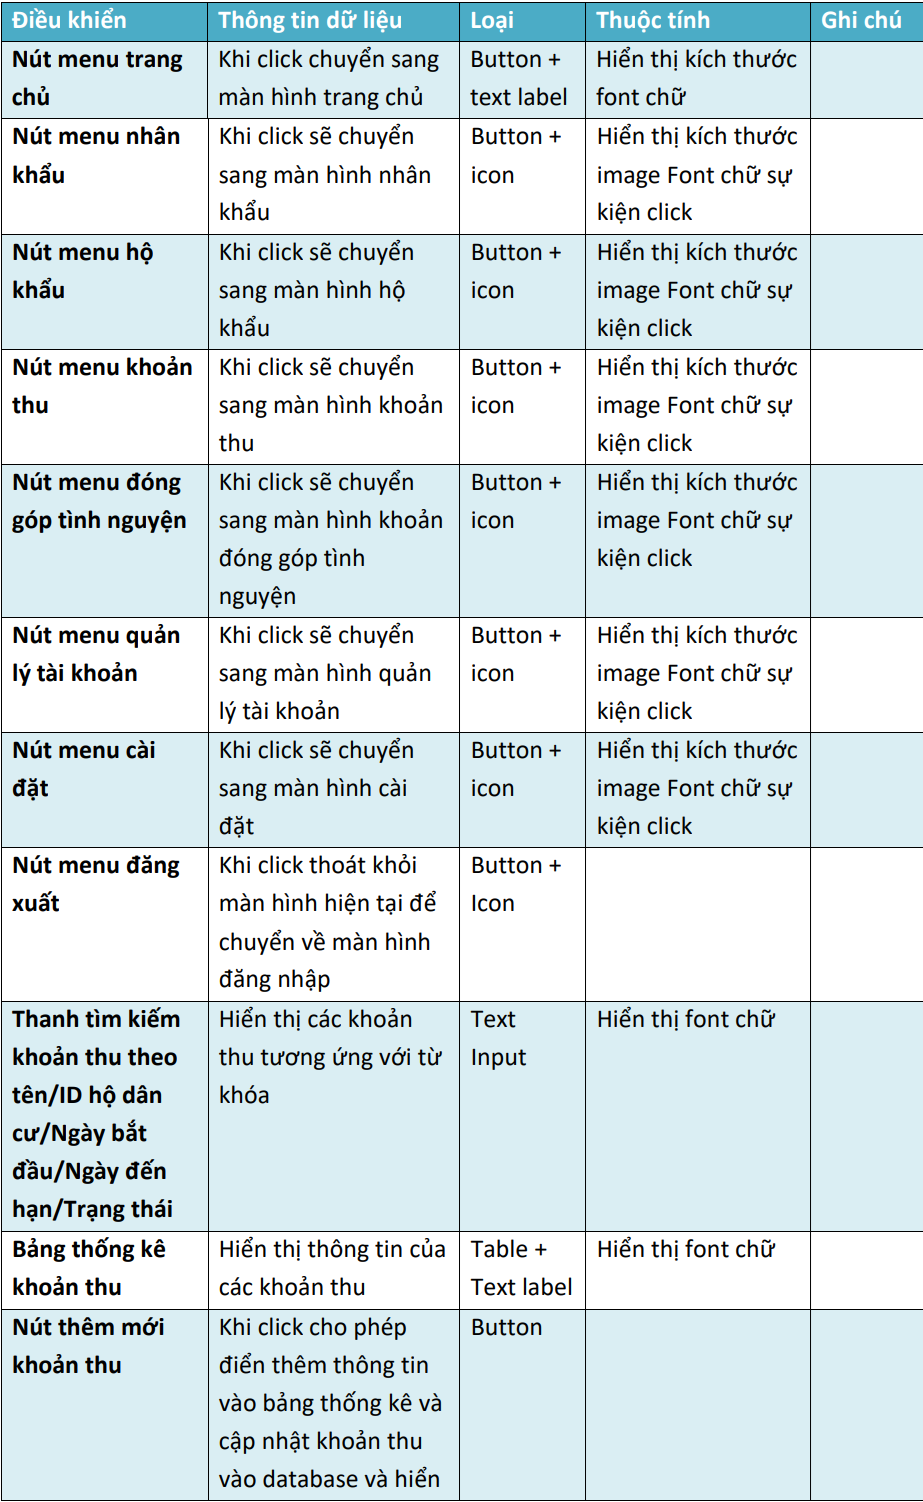 Điều khiển Thông tin dữ liệu Loại Thuộc tính Ghi chú
Nút menu trang Khi click chuyển sang Button + Hiển thị kích thước
chủ màn hình trang chủ text label font chữ
Nút menu nhân Khi click sẽ chuyển Button + Hiển thị kích thước
khẩu sang màn hình nhân icon image Font chữ sự
khẩu kiện click
Nút menu hộ Khi click sẽ chuyển Button + Hiển thị kích thước
khẩu sang màn hình hộ icon image Font chữ sự
khẩu kiện click
Nút menu khoản Khi click sẽ chuyển Button + Hiển thị kích thước
thu sang màn hình khoản icon image Font chữ sự
thu kiện click
Nút menu đóng Khi click sẽ chuyển Button + Hiển thị kích thước
góp tình nguyện sang màn hình khoản icon image Font chữ sự
đóng góp tình kiện click
nguyện
Nút menu quản Khi click sẽ chuyển Button + Hiển thị kích thước
lý tài khoản sang màn hình quản icon image Font chữ sự
lý tài khoản kiện click
Nút menu cài Khi click sẽ chuyển Button + Hiển thị kích thước
đặt sang màn hình cài icon image Font chữ sự
đặt kiện click
Nút menu đăng Khi click thoát khỏi Button +
xuất màn hình hiện tại để Icon
chuyển về màn hình
đăng nhập
Thanh tìm kiếm Hiển thị các khoản Text Hiển thị font chữ
khoản thu theo thu tương ứng với từ Input
tên/ID hộ dân khóa
cư/Ngày bắt
đầu/Ngày đến
hạn/Trạng thái
Bảng thống kê Hiển thị thông tin của Table + Hiển thị font chữ
khoản thu các khoản thu Text label
Nút thêm mới Khi click cho phép Button
khoản thu điển thêm thông tin
vào bảng thống kê và
cập nhật khoản thu
vào database và hiển